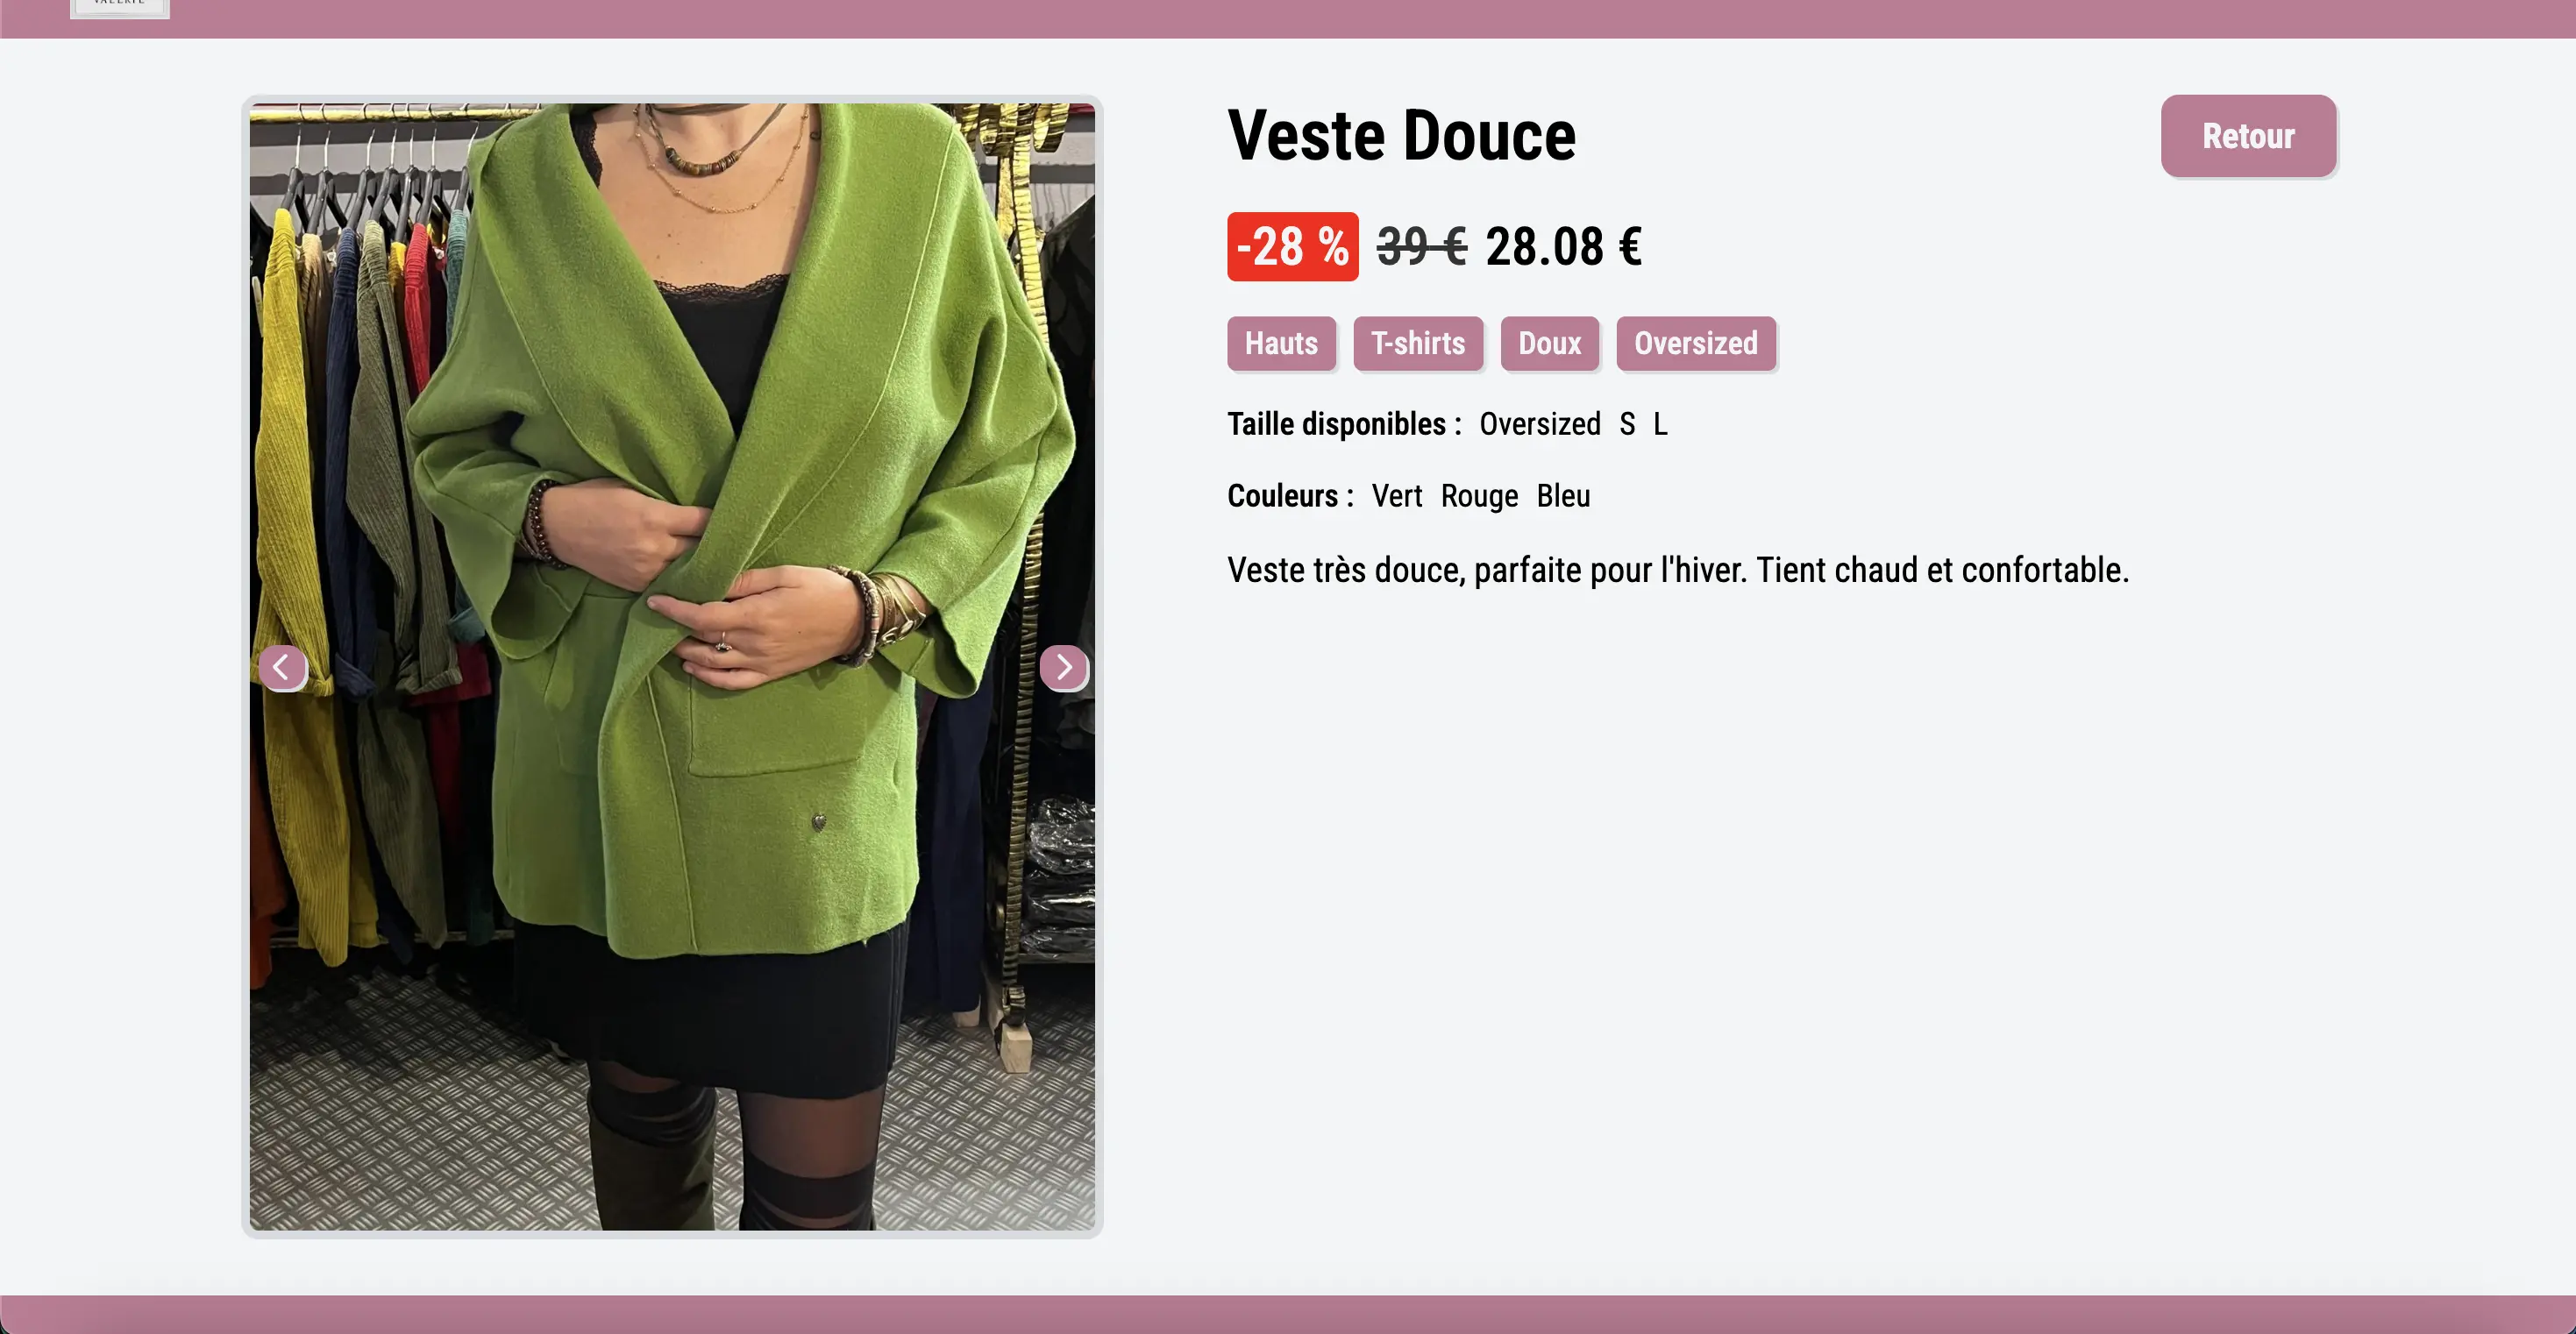 Veste Douce
Retour
-28 % 39 € 28.08 €
Hauts T-shirts Doux Oversized
Taille disponibles : Oversized S L
Couleurs : Vert Rouge Bleu
Veste très douce, parfaite pour l'hiver. Tient chaud et confortable.